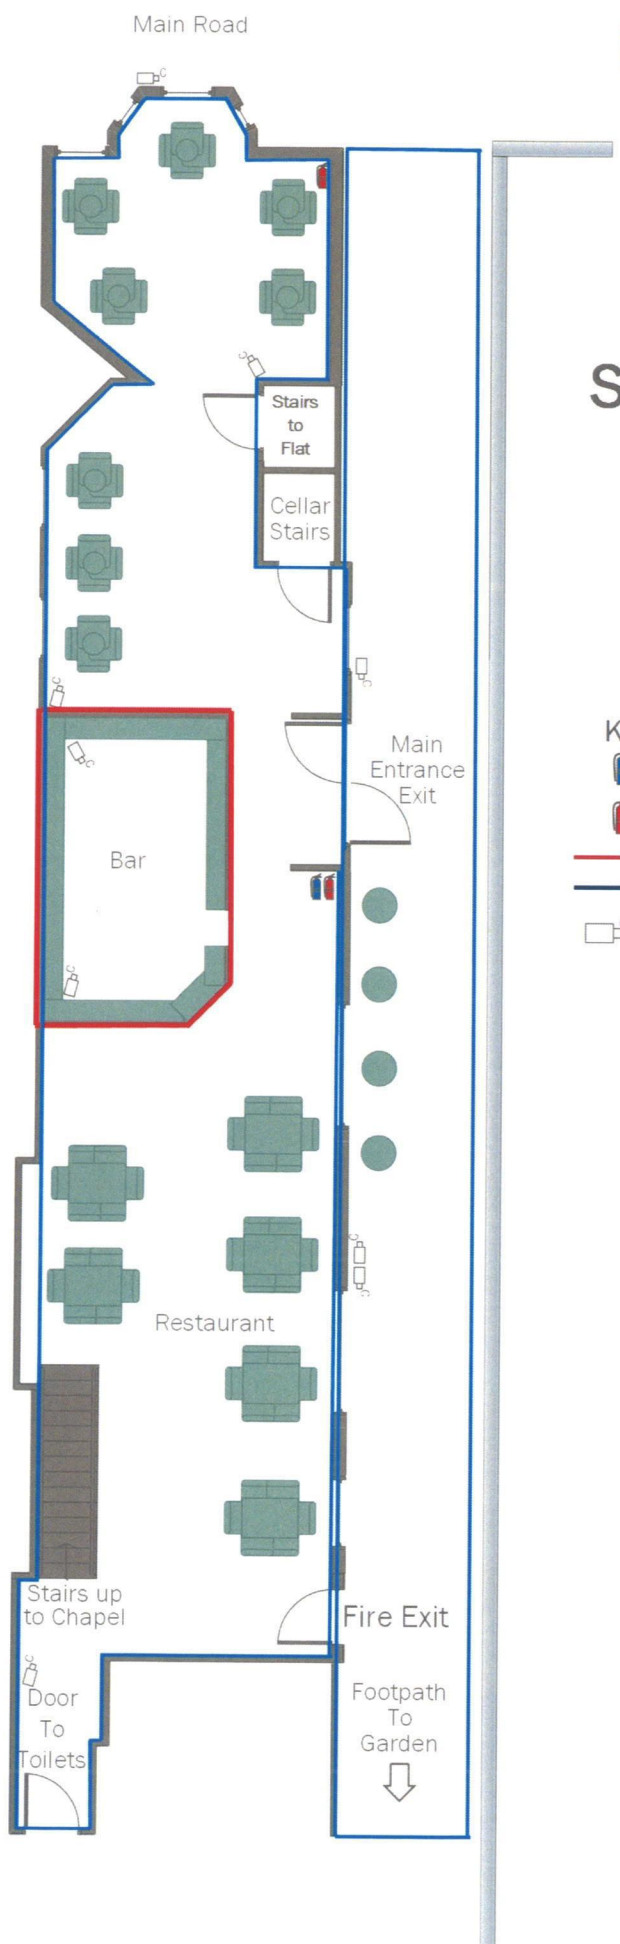 Main Road
S
Stairs
to
Flat
Cellar
Stairs
K
Main
Entrance
Exit
Bar
Restaurant
Stairs up
to Chapel
Fire Exit
Door
To
Toilets
Footpath
To
Garden